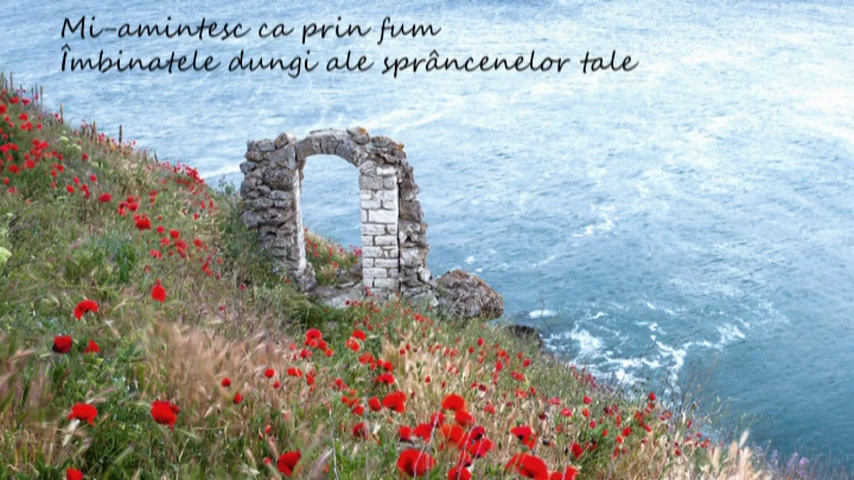 Mi-amintesc ca prin fum
Îmbinatele dungi ale sprâncenelor tale